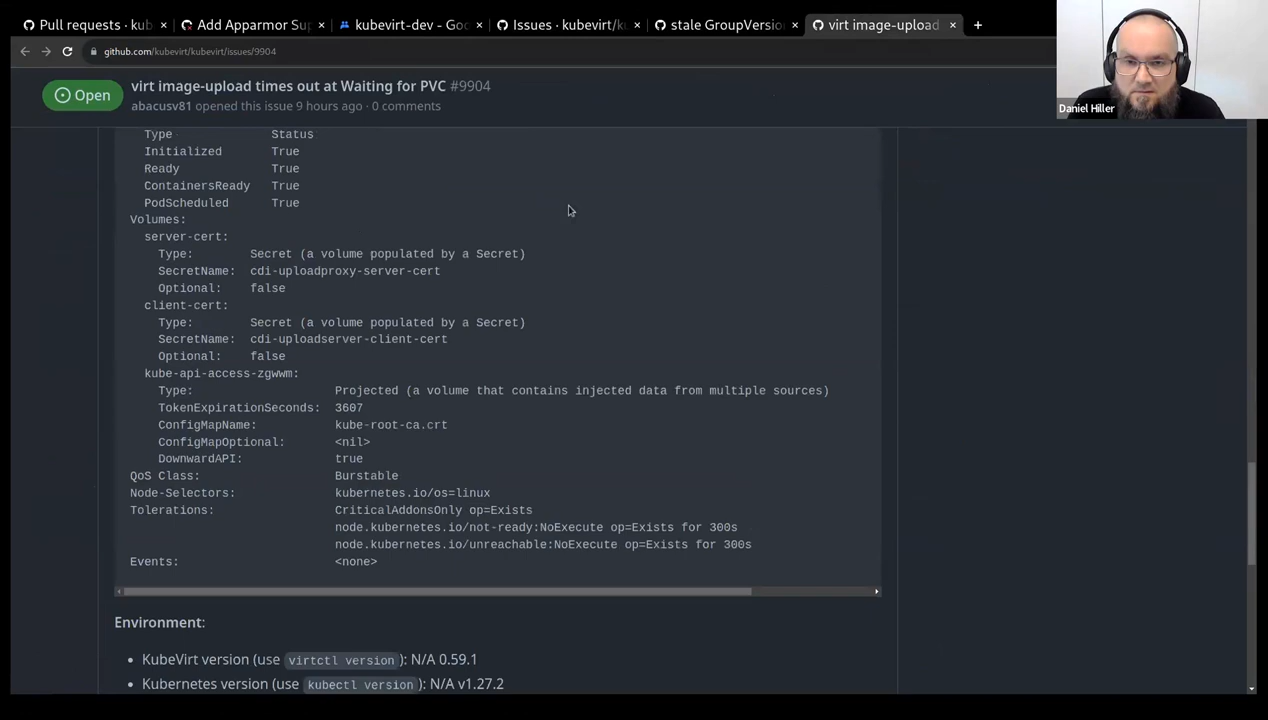 Pull requests · kub
Add Apparmor Su
kubevirt-dev - Goo
Issues · kubevirt/ku
stale GroupVersio
virt image-upload
github.com/kubevirt/kubevirt/issues/9904
Open
virt image-upload times out at Waiting for PVC #9904
abacusv81 opened this issue 9 hours ago · 0 comments
Daniel Hiller
Type Status
Initialized True
Ready True
ContainersReady True
PodScheduled True
Volumes:
server-cert:
Type: Secret (a volume populated by a Secret)
SecretName: cdi-uploadproxy-server-cert
Optional: false
client-cert:
Type: Secret (a volume populated by a Secret)
SecretName: cdi-uploadserver-client-cert
Optional: false
kube-api-access-zgwwm:
Type: Projected (a volume that contains injected data from multiple sources)
TokenExpirationSeconds: 3607
ConfigMapName: kube-root-ca.crt
ConfigMapOptional: <nil>
DownwardAPI: true
QoS Class: Burstable
Node-Selectors: kubernetes.io/os=linux
Tolerations: CriticalAddonsOnly op=Exists
node.kubernetes.io/not-ready:NoExecute op=Exists for 300s
node.kubernetes.io/unreachable:NoExecute op=Exists for 300s
Events: <none>
Environment:
• KubeVirt version (use virtctl version): N/A 0.59.1
• Kubernetes version (use kubectl version): N/A v1.27.2